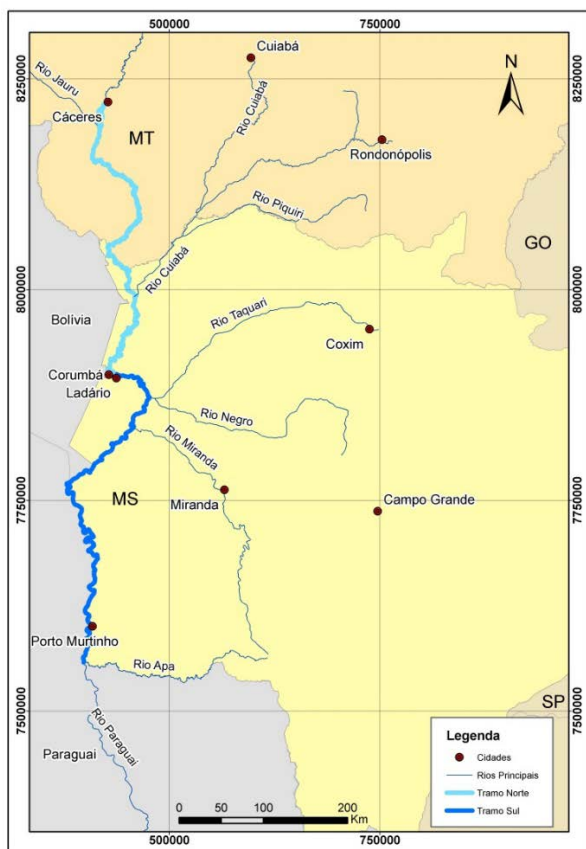 500000
750000
Cuiabá
8250000
8250000
N
Rio Jauru
Cáceres
MT
Rio Cuiabá
Rondonópolis
Rio Piquiri
GO
8000000
8000000
Rio Cuiabá
Bolívia
Rio Taquari
Coxim
Corumbá
Ladário
Rio Negro
Rio Miranda
MS
Miranda
Campo Grande
7750000
7750000
Porto Murtinho
Rio Apa
SP
7500000
7500000
Rio Paraguai
Paraguai
Legenda
Cidades
Rios Principais
Tramo Norte
Tramo Sul
0 50 100 200
Km
500000
750000